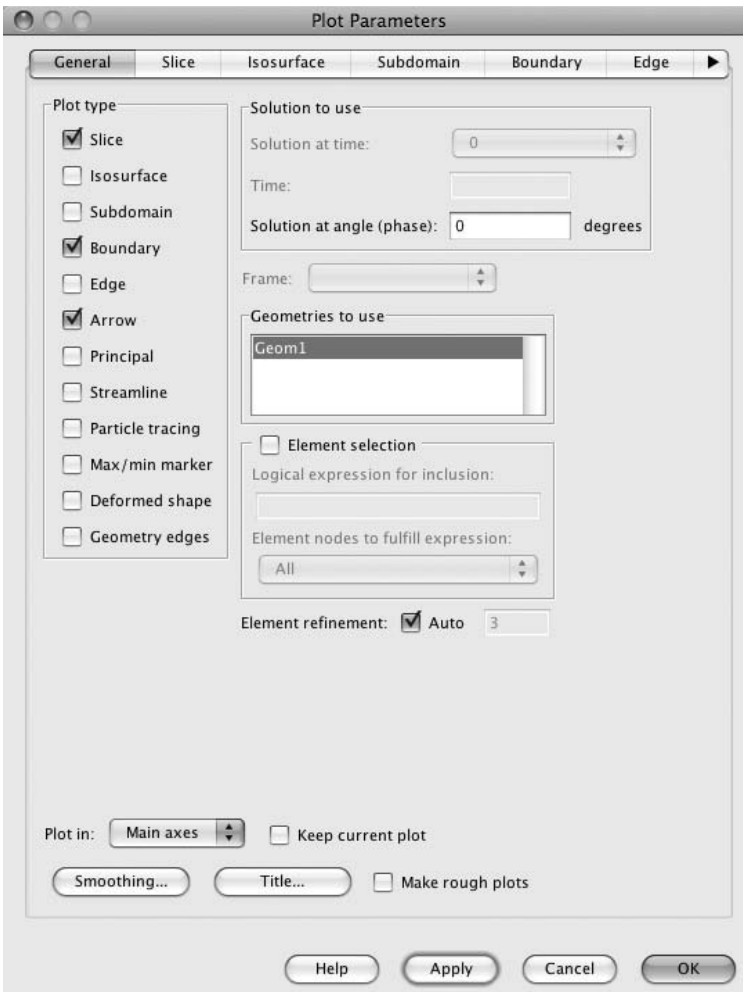 Plot Parameters
General Slice Isosurface Subdomain Boundary Edge
Plot type
Slice
Isosurface
Subdomain
Boundary
Edge
Arrow
Principal
Streamline
Particle tracing
Max/min marker
Deformed shape
Geometry edges
Solution to use
Solution at time: 0
Time:
Solution at angle (phase): 0 degrees
Frame:
Geometries to use
Geom1
Element selection
Logical expression for inclusion:
Element nodes to fulfill expression:
All
Element refinement: Auto 3
Plot in: Main axes Keep current plot
Smoothing... Title... Make rough plots
Help Apply Cancel OK